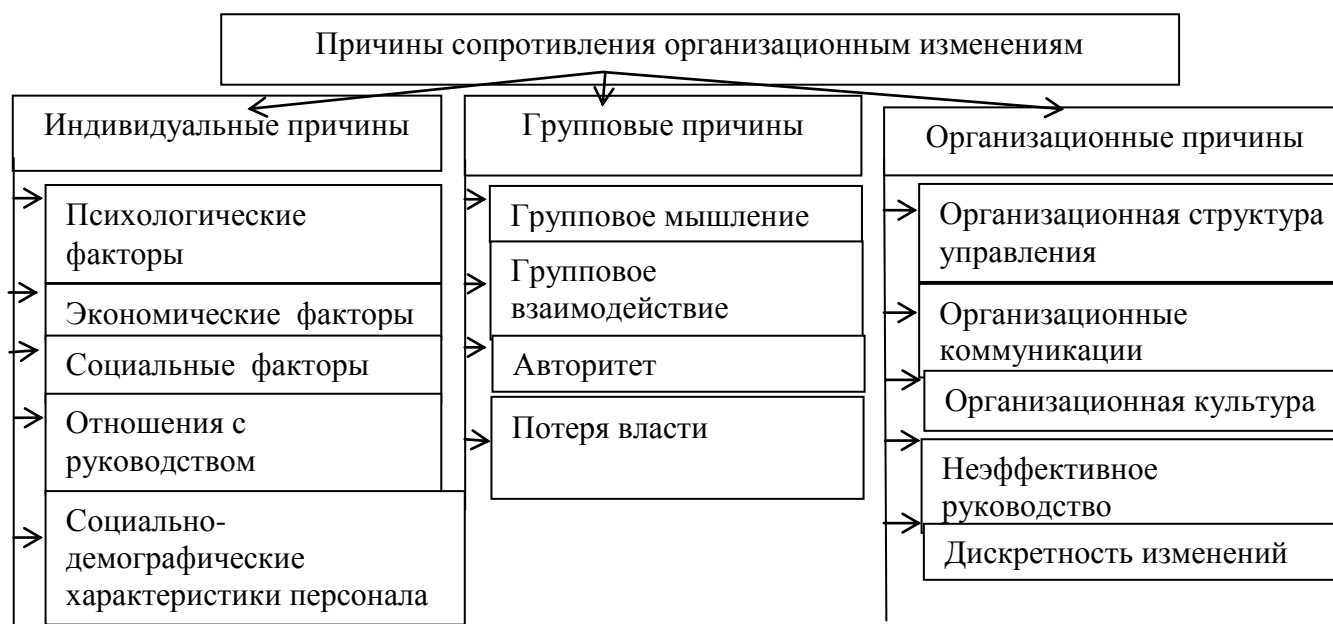 Причины сопротивления организационным изменениям
Индивидуальные причины
Психологические
факторы
Экономические факторы
Социальные факторы
Отношения с
руководством
Социально-
демографические
характеристики персонала
Групповые причины
Групповое мышление
Групповое
взаимодействие
Авторитет
Потеря власти
Организационные причины
Организационная структура
управления
Организационные
коммуникации
Организационная культура
Неэффективное
руководство
Дискретность изменений